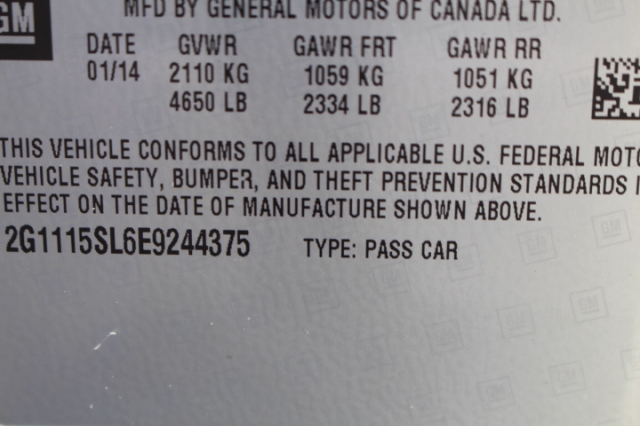 GM
MFD BY GENERAL MOTORS OF CANADA LTD.
DATE GVWR GAWR FRT GAWR RR
01/14 2110 KG 1059 KG 1051 KG
4650 LB 2334 LB 2316 LB
THIS VEHICLE CONFORMS TO ALL APPLICABLE U.S. FEDERAL MOTO
VEHICLE SAFETY, BUMPER, AND THEFT PREVENTION STANDARDS I
EFFECT ON THE DATE OF MANUFACTURE SHOWN ABOVE.
2G1115SL6E9244375 TYPE: PASS CAR